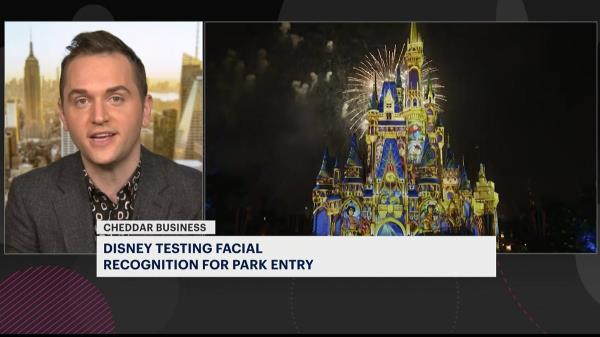 CHEDDAR BUSINESS
DISNEY TESTING FACIAL
RECOGNITION FOR PARK ENTRY